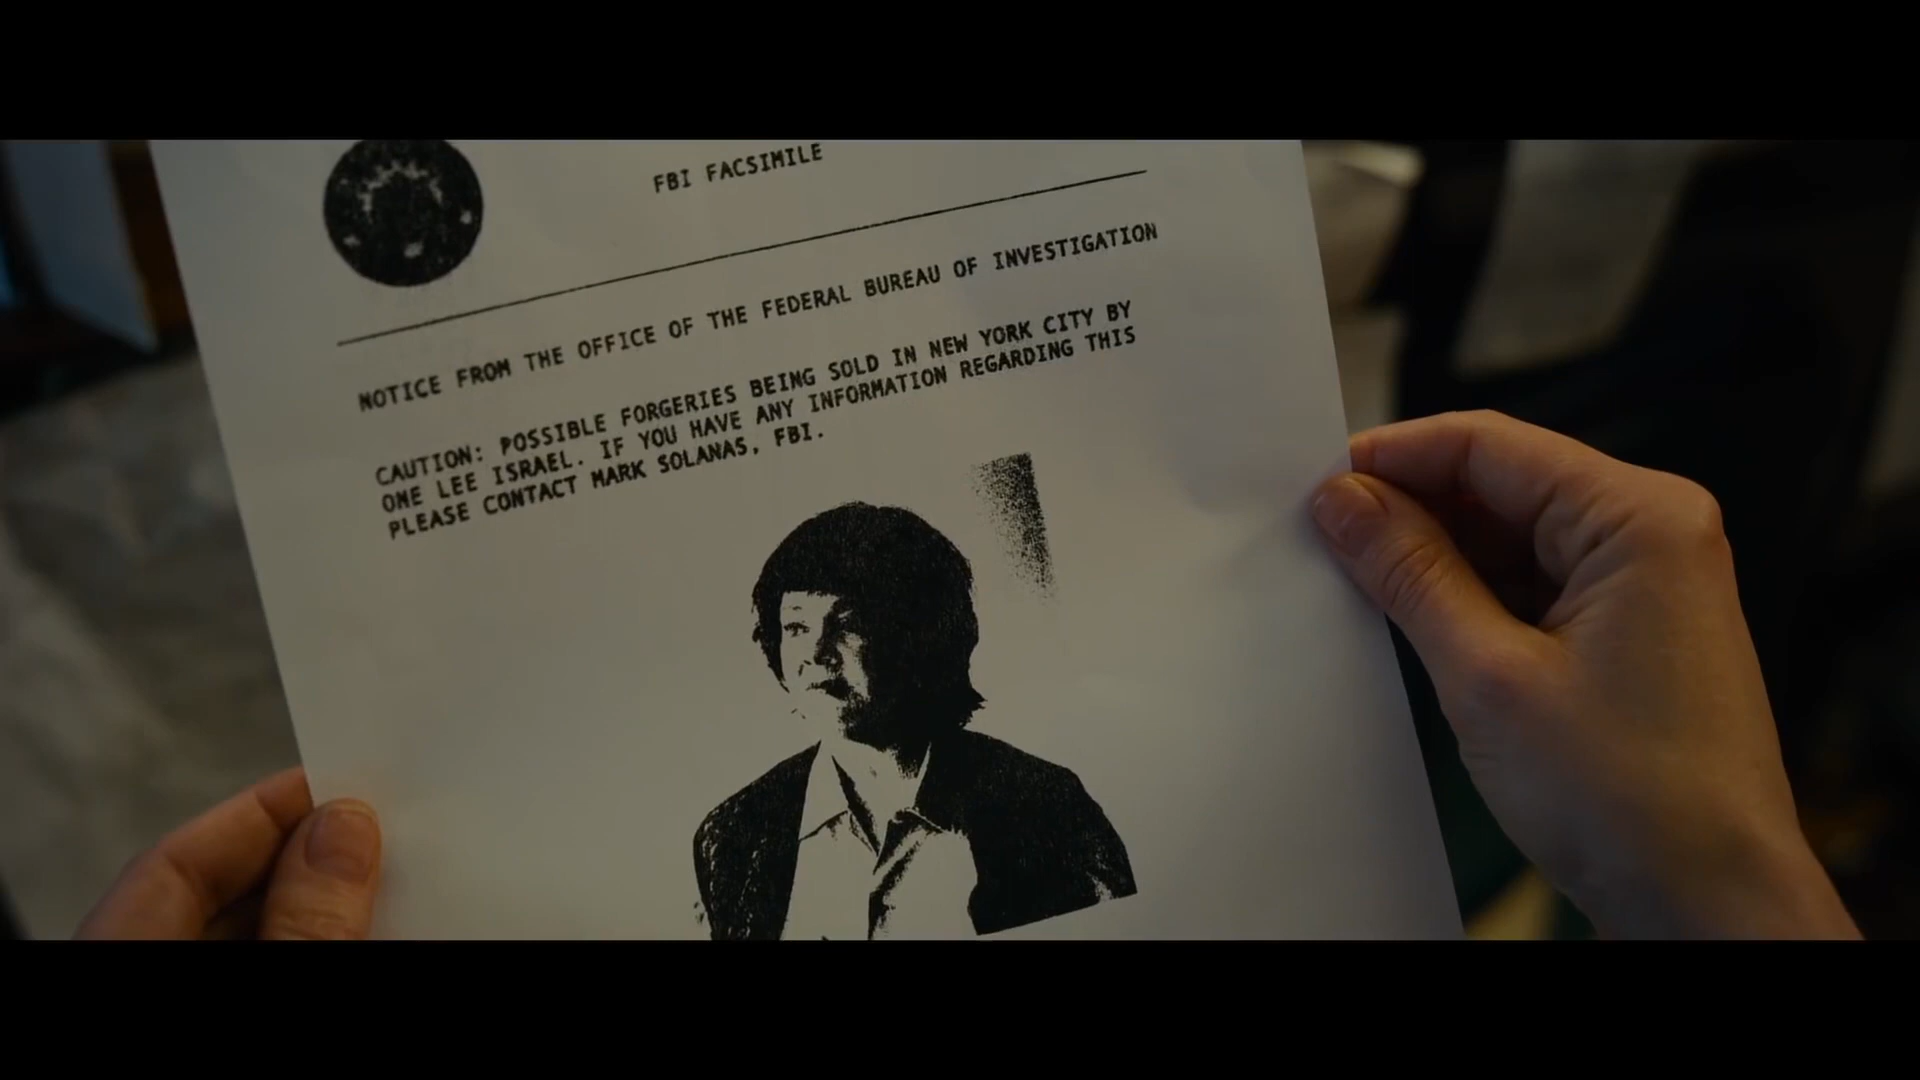 FBI FACSIMILE
NOTICE FROM THE OFFICE OF THE FEDERAL BUREAU OF INVESTIGATION
CAUTION: POSSIBLE FORGERIES BEING SOLD IN NEW YORK CITY BY
ONE LEE ISRAEL. IF YOU HAVE ANY INFORMATION REGARDING THIS
PLEASE CONTACT MARK SOLANAS, FBI.